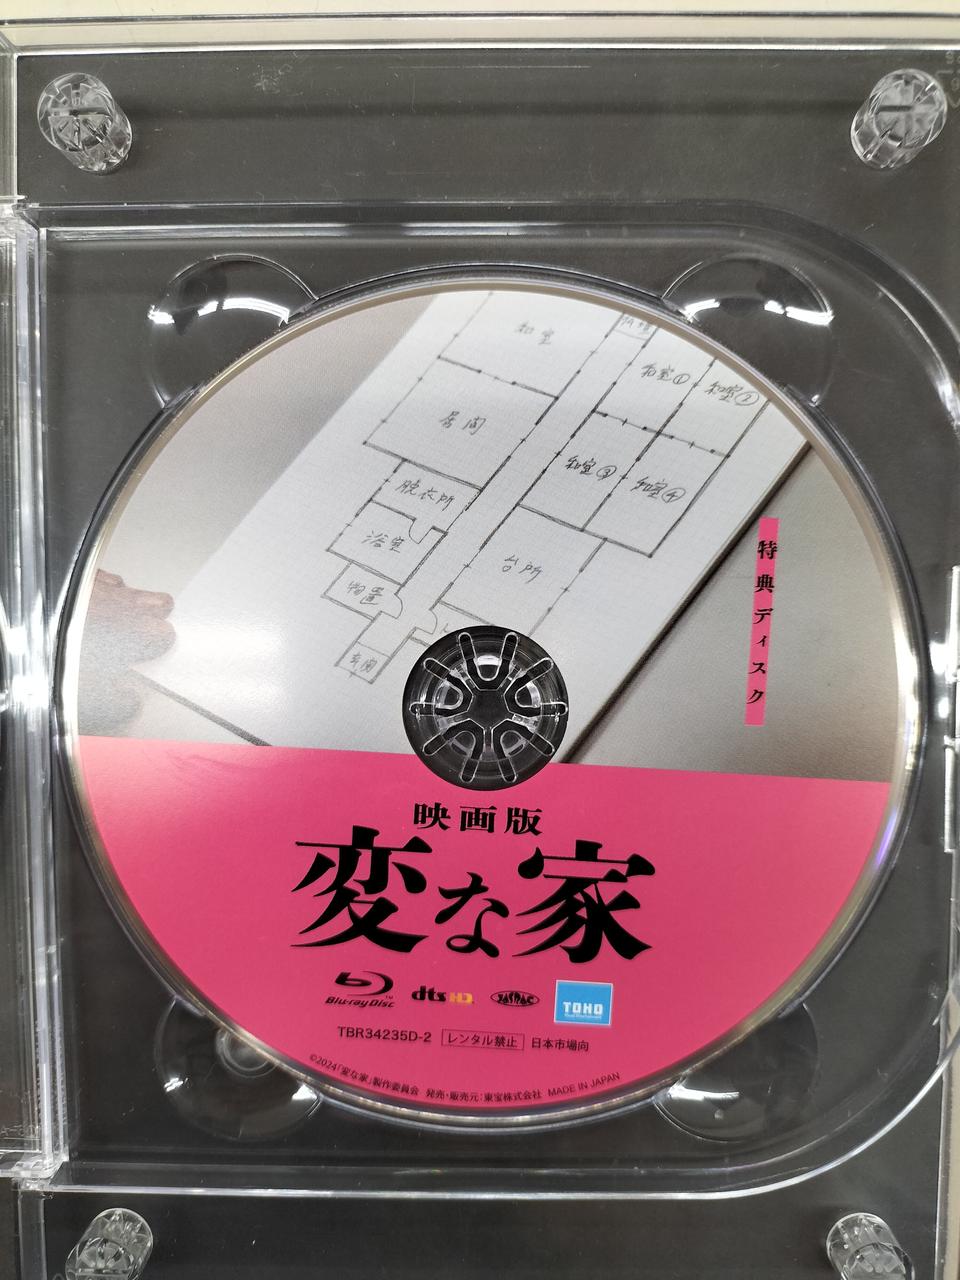 和室
仏壇
和室①
和室②
居間
和室③
和室④
脱衣所
浴室
台所
物置
玄関
特典ディスク
映画版
変な家
Blu-ray Disc™
dts HD
JASRAC
TOHO
TBR34235D-2 レンタル禁止 日本市場向
©2024「変な家」製作委員会 発売・販売元:東宝株式会社 MADE IN JAPAN